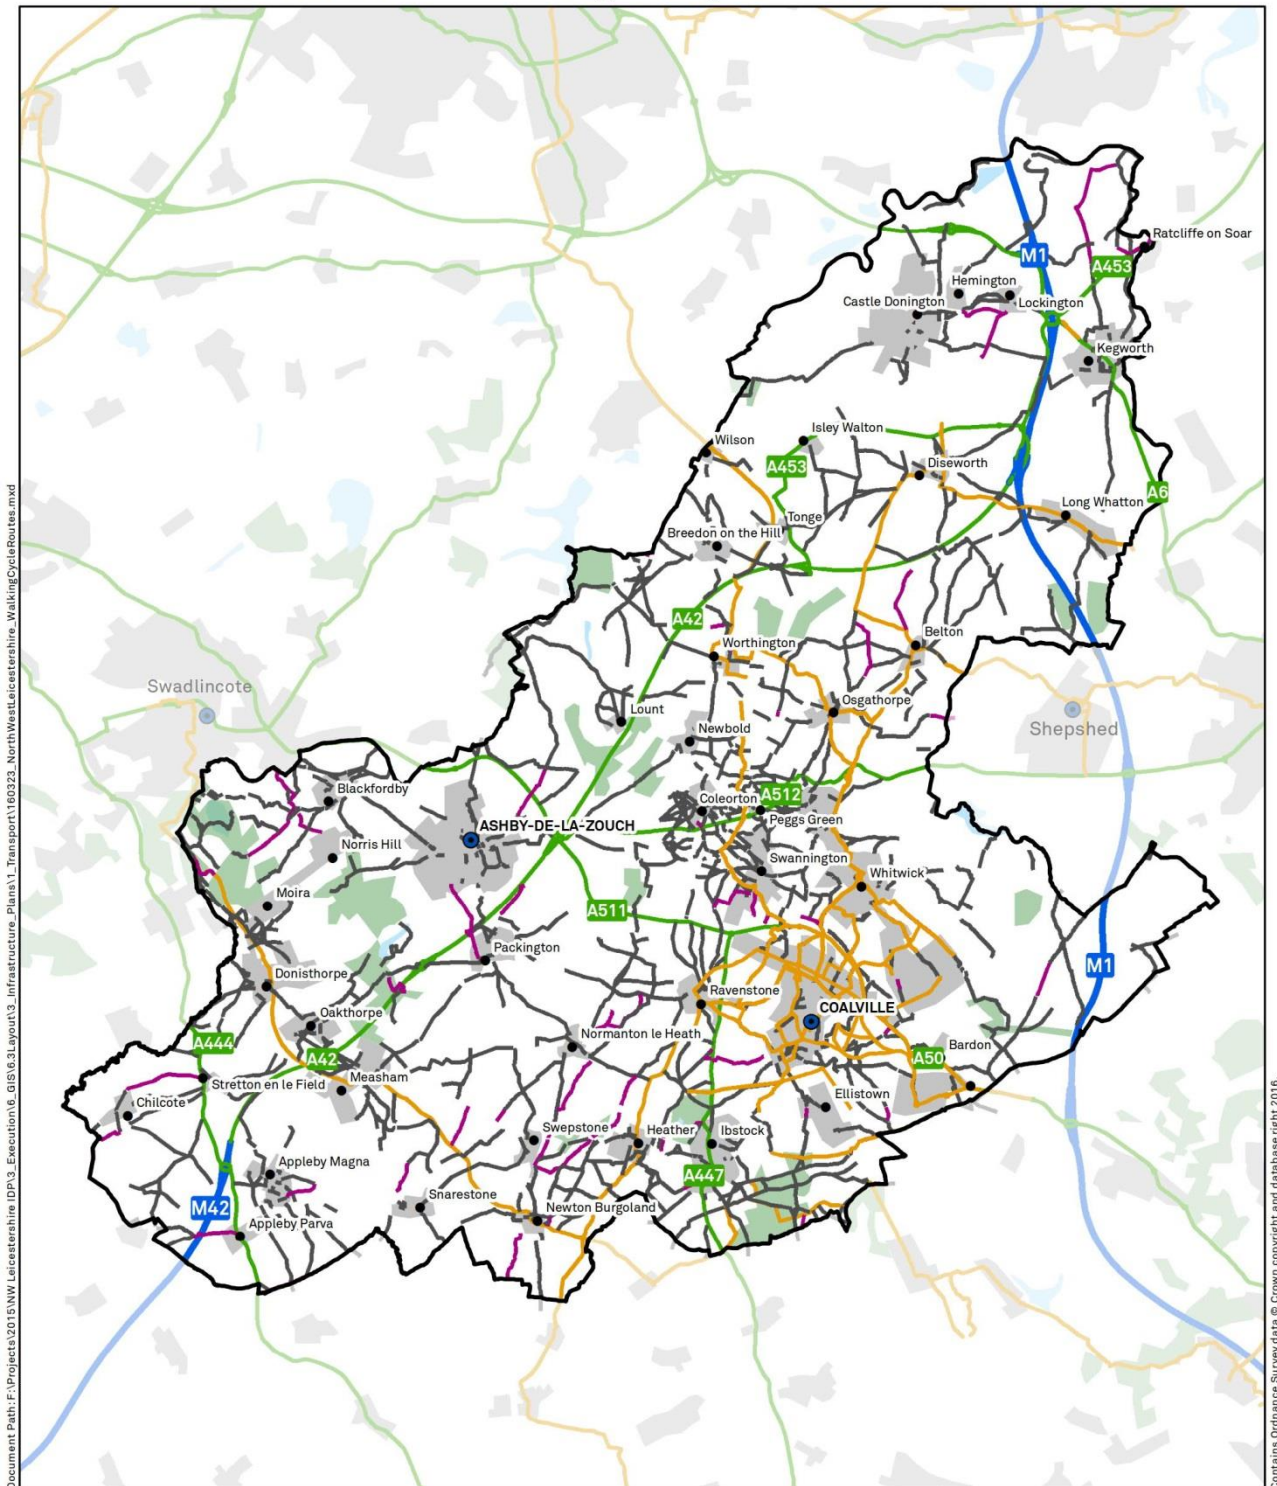 Ratcliffe on Soar
M1
A453
Hemington
Lockington
Castle Donington
Kegworth
Isley Walton
Wilson
A453
Diseworth
A6
Long Whatton
Tonge
Breedon on the Hill
A42
Worthington
Belton
Swadlincote
Osgathorpe
Lount
Shepshed
Newbold
Blackfordby
Coleorton
A512
Peggs Green
ASHBY-DE-LA-ZOUCH
Norris Hill
Swannington
Whitwick
Moira
A511
Packington
M1
Donisthorpe
Ravenstone
COALVILLE
Oakthorpe
Normanton le Heath
A444
A42
A50
Bardon
Stretton en le Field
Measham
Chilcote
Ellistown
Swepstone
Heather
Ibstock
Appleby Magna
A447
Snarestone
M42
Newton Burgoland
Appleby Parva
Document Path: F:\Projects\2015\NW Leicestershire IDP\3_Execution\6_GIS\6.3Layout\3_Infrastructure_Plans\1_Transport\160323_NorthWestLeicestershire_WalkingCycleRoutes.mxd
Contains Ordnance Survey data © Crown copyright and database right 2016